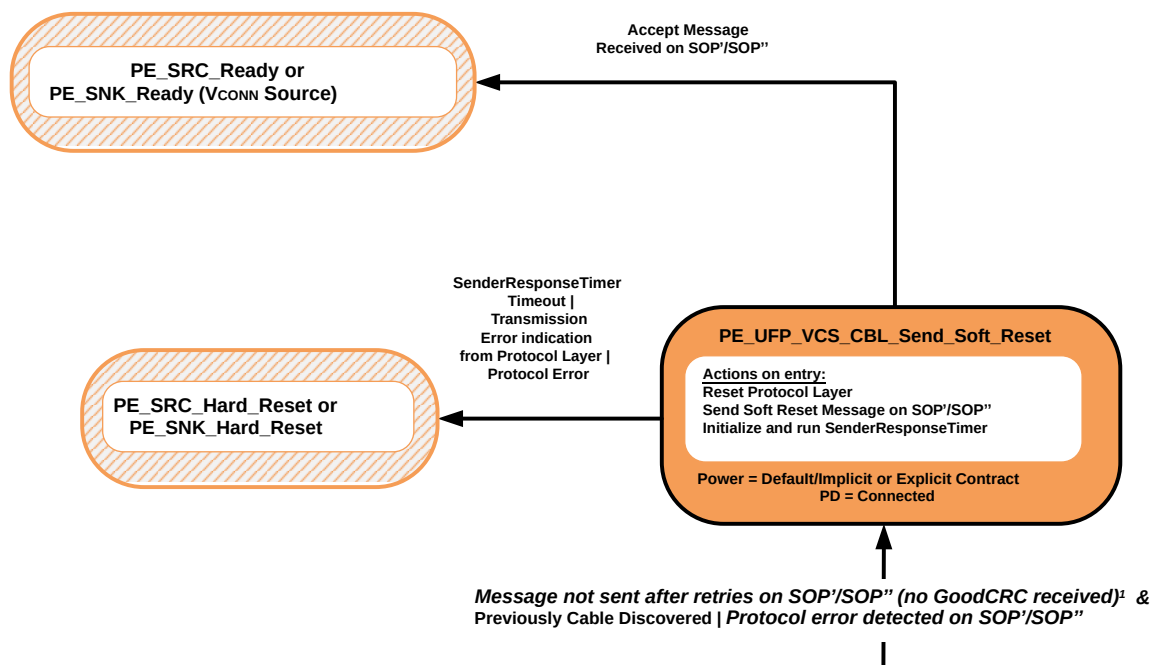 Accept Message
Received on SOP’/SOP’’
PE_SRC_Ready or
PE_SNK_Ready (VCONN Source)
SenderResponseTimer
Timeout |
Transmission
Error indication
from Protocol Layer |
Protocol Error
PE_SRC_Hard_Reset or
PE_SNK_Hard_Reset
PE_UFP_VCS_CBL_Send_Soft_Reset
Actions on entry:
Reset Protocol Layer
Send Soft Reset Message on SOP’/SOP’’
Initialize and run SenderResponseTimer
Power = Default/Implicit or Explicit Contract
PD = Connected
Message not sent after retries on SOP’/SOP’’ (no GoodCRC received)¹ &
Previously Cable Discovered | Protocol error detected on SOP’/SOP’’